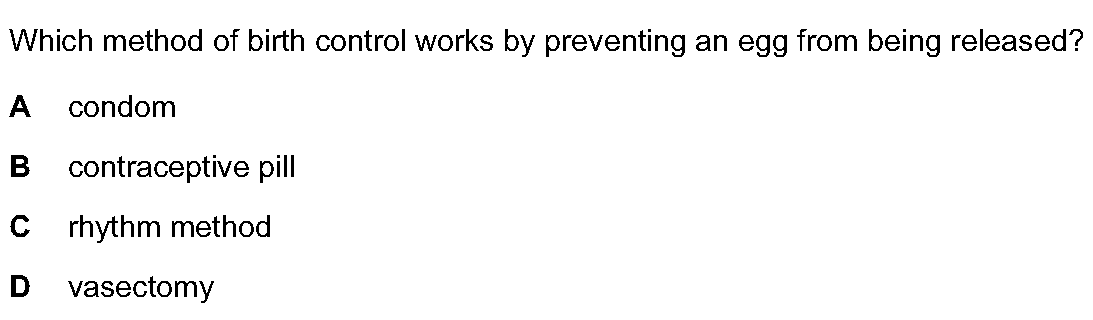 Which method of birth control works by preventing an egg from being released?
A condom
B contraceptive pill
C rhythm method
D vasectomy